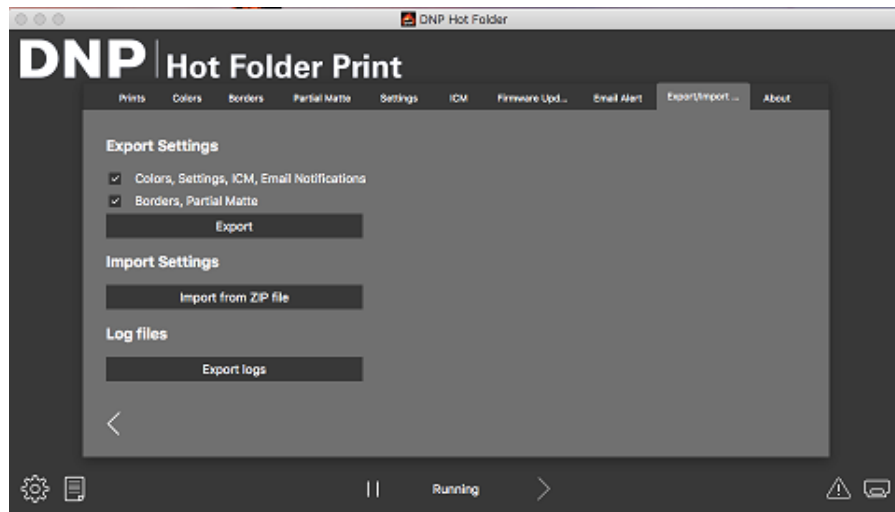 DNP Hot Folder
DNP Hot Folder Print
Prints Colors Borders Partial Matte Settings ICM Firmware Upd... Email Alert Export/Import ... About
Export Settings
Colors, Settings, ICM, Email Notifications
Borders, Partial Matte
Export
Import Settings
Import from ZIP file
Log files
Export logs
Running